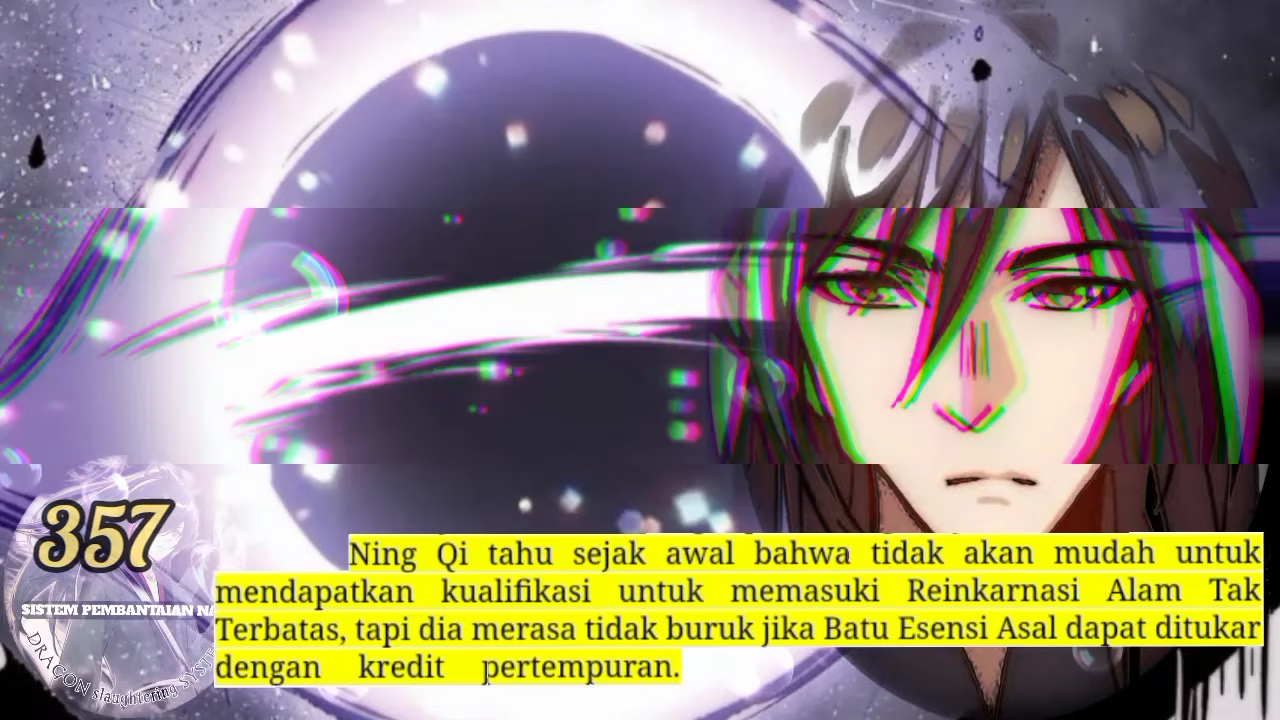 357
SISTEM PEMBANTAIAN NA
DRAGON slaughtering SYSTE
Ning Qi tahu sejak awal bahwa tidak akan mudah untuk
mendapatkan kualifikasi untuk memasuki Reinkarnasi Alam Tak
Terbatas, tapi dia merasa tidak buruk jika Batu Esensi Asal dapat ditukar
dengan kredit pertempuran.